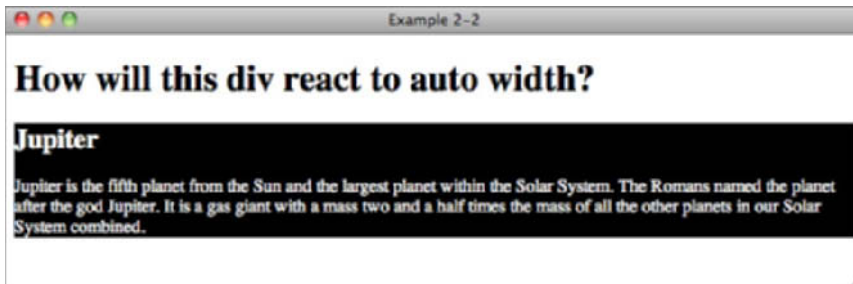 Example 2-2
How will this div react to auto width?
Jupiter
Jupiter is the fifth planet from the Sun and the largest planet within the Solar System. The Romans named the planet
after the god Jupiter. It is a gas giant with a mass two and a half times the mass of all the other planets in our Solar
System combined.